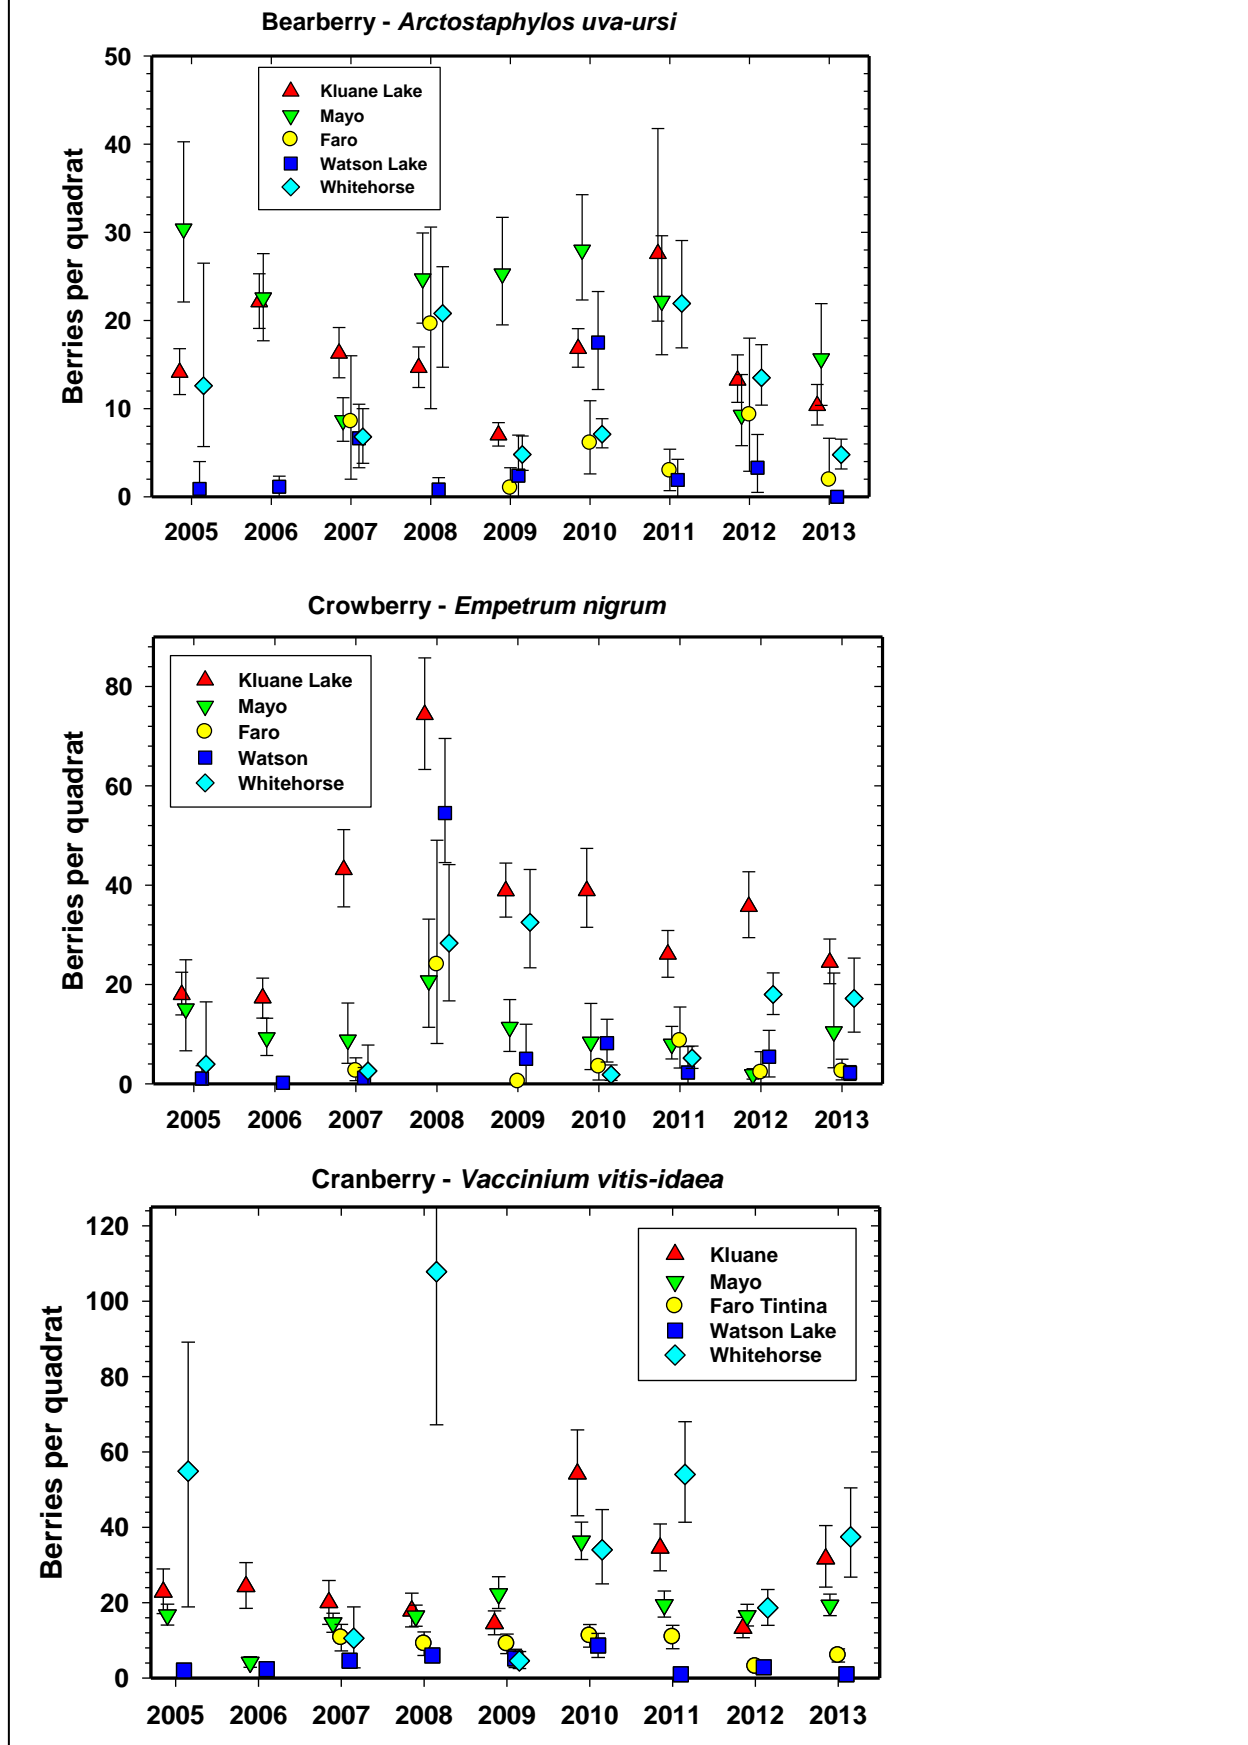 Bearberry - Arctostaphylos uva-ursi
Berries per quadrat
50
40
30
20
10
0
Kluane Lake
Mayo
Faro
Watson Lake
Whitehorse
2005 2006 2007 2008 2009 2010 2011 2012 2013
Crowberry - Empetrum nigrum
Berries per quadrat
80
60
40
20
0
Kluane Lake
Mayo
Faro
Watson
Whitehorse
2005 2006 2007 2008 2009 2010 2011 2012 2013
Cranberry - Vaccinium vitis-idaea
Berries per quadrat
120
100
80
60
40
20
0
Kluane
Mayo
Faro Tintina
Watson Lake
Whitehorse
2005 2006 2007 2008 2009 2010 2011 2012 2013